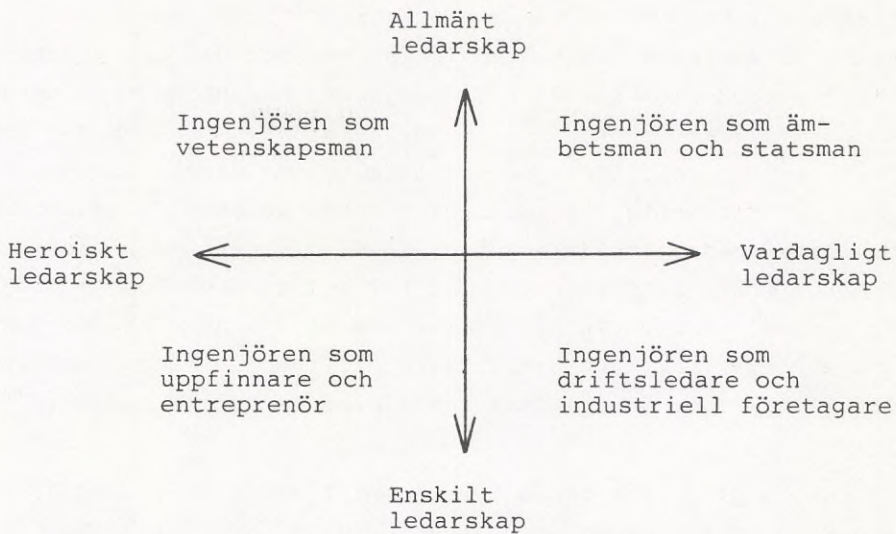 Allmänt
ledarskap
Ingenjören som
vetenskapsman
Ingenjören som äm-
betsman och statsman
Heroiskt
ledarskap
Vardagligt
ledarskap
Ingenjören som
uppfinnare och
entreprenör
Ingenjören som
driftsledare och
industriell företagare
Enskilt
ledarskap